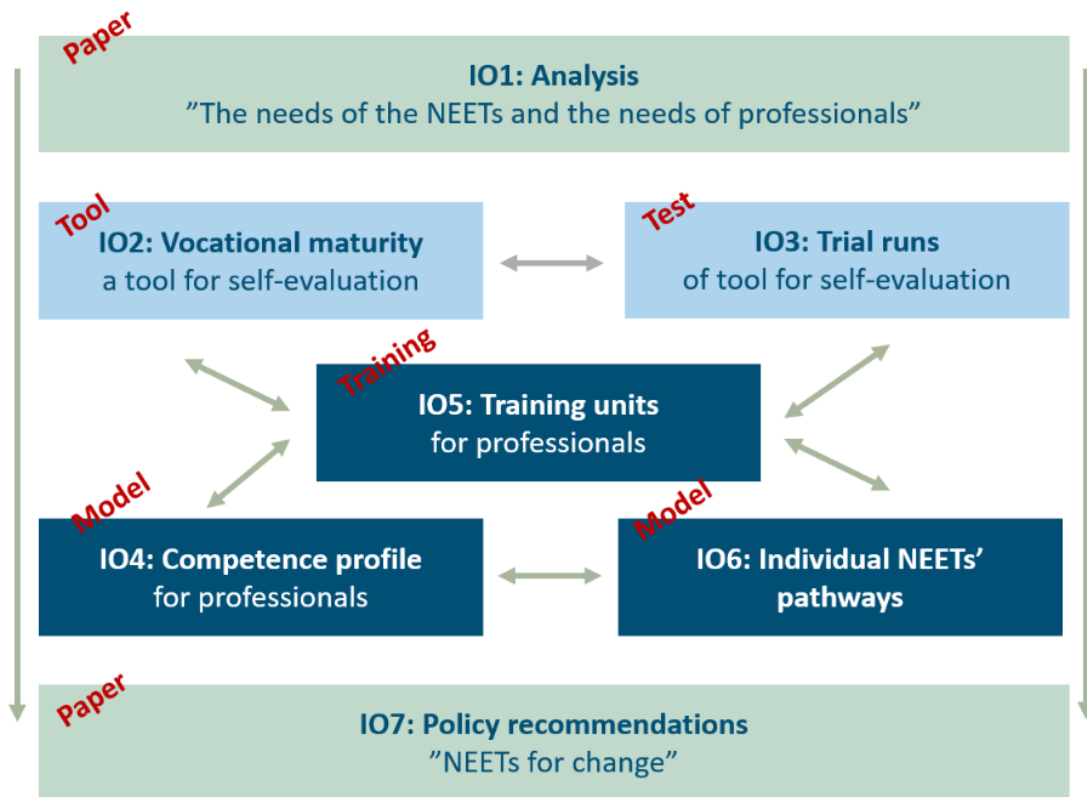 Paper
IO1: Analysis
”The needs of the NEETs and the needs of professionals”
Tool
IO2: Vocational maturity
a tool for self-evaluation
Test
IO3: Trial runs
of tool for self-evaluation
Training
IO5: Training units
for professionals
Model
IO4: Competence profile
for professionals
Model
IO6: Individual NEETs’
pathways
Paper
IO7: Policy recommendations
”NEETs for change”